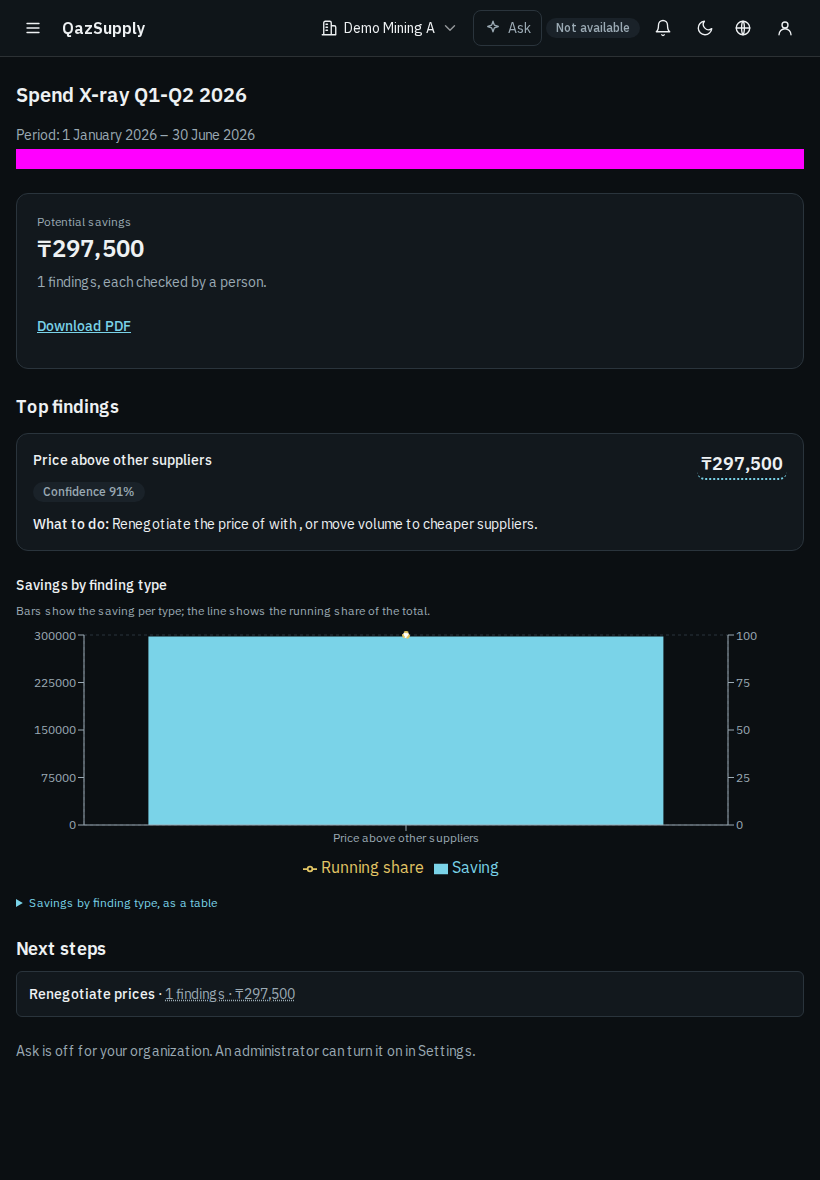 QazSupply
Demo Mining A
Ask
Not available
Spend X-ray Q1-Q2 2026
Period: 1 January 2026 – 30 June 2026
Potential savings
₸297,500
1 findings, each checked by a person.
Download PDF
Top findings
Price above other suppliers
₸297,500
Confidence 91%
What to do: Renegotiate the price of with , or move volume to cheaper suppliers.
Savings by finding type
Bars show the saving per type; the line shows the running share of the total.
300000
225000
150000
75000
0
100
75
50
25
0
Price above other suppliers
Running share
Saving
Savings by finding type, as a table
Next steps
Renegotiate prices · 1 findings · ₸297,500
Ask is off for your organization. An administrator can turn it on in Settings.